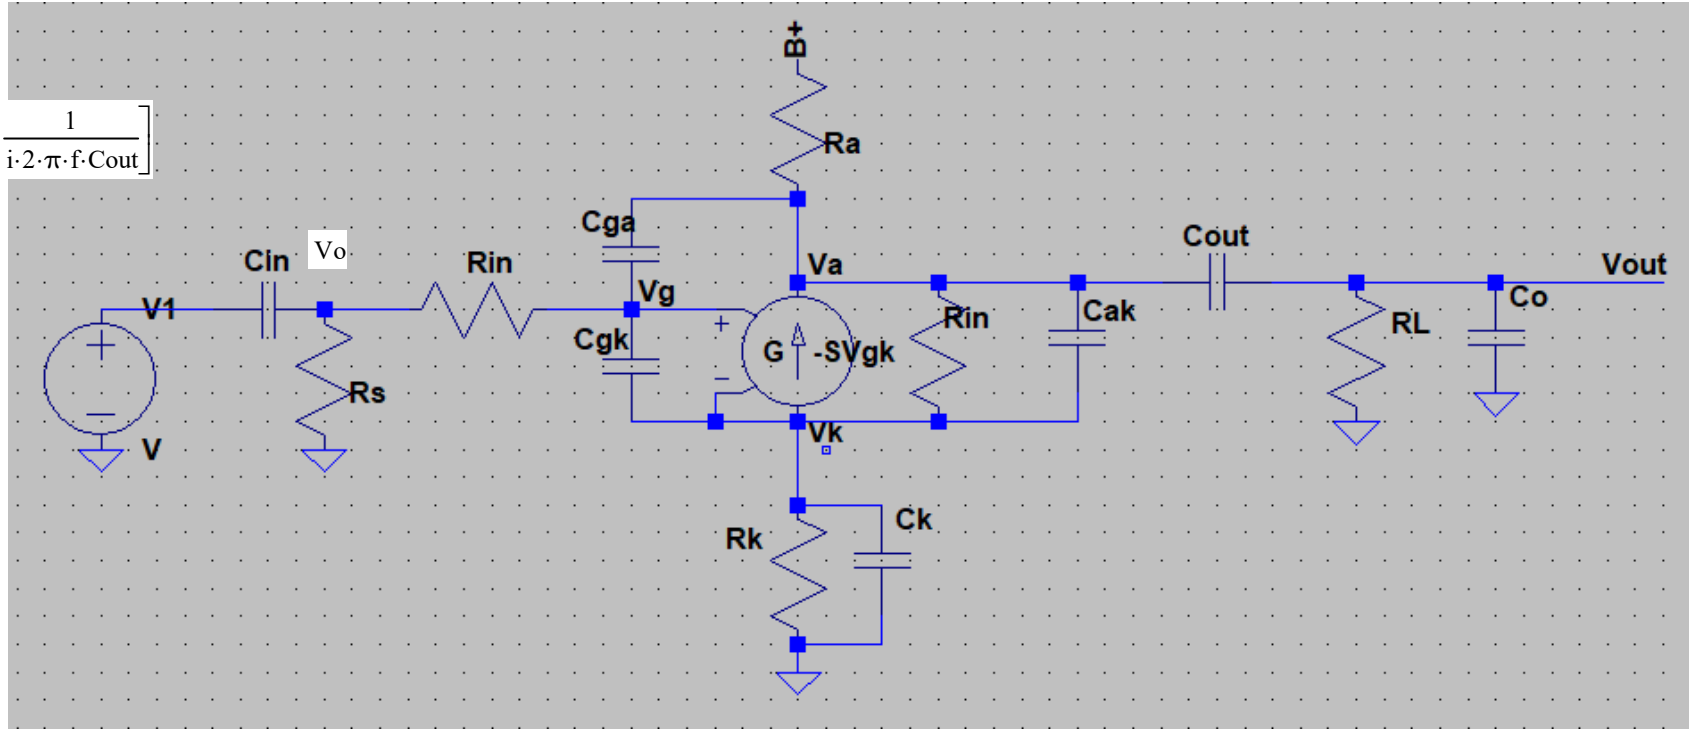 B+
1
i·2·π·f·Cout
Ra
Cga
Vo
Cin
Rin
Vg
Va
Cout
Vout
V1
Co
Cgk
+
G
-SVgk
Rin
Cak
RL
+
−
−
Rs
V
Vk
Rk
Ck